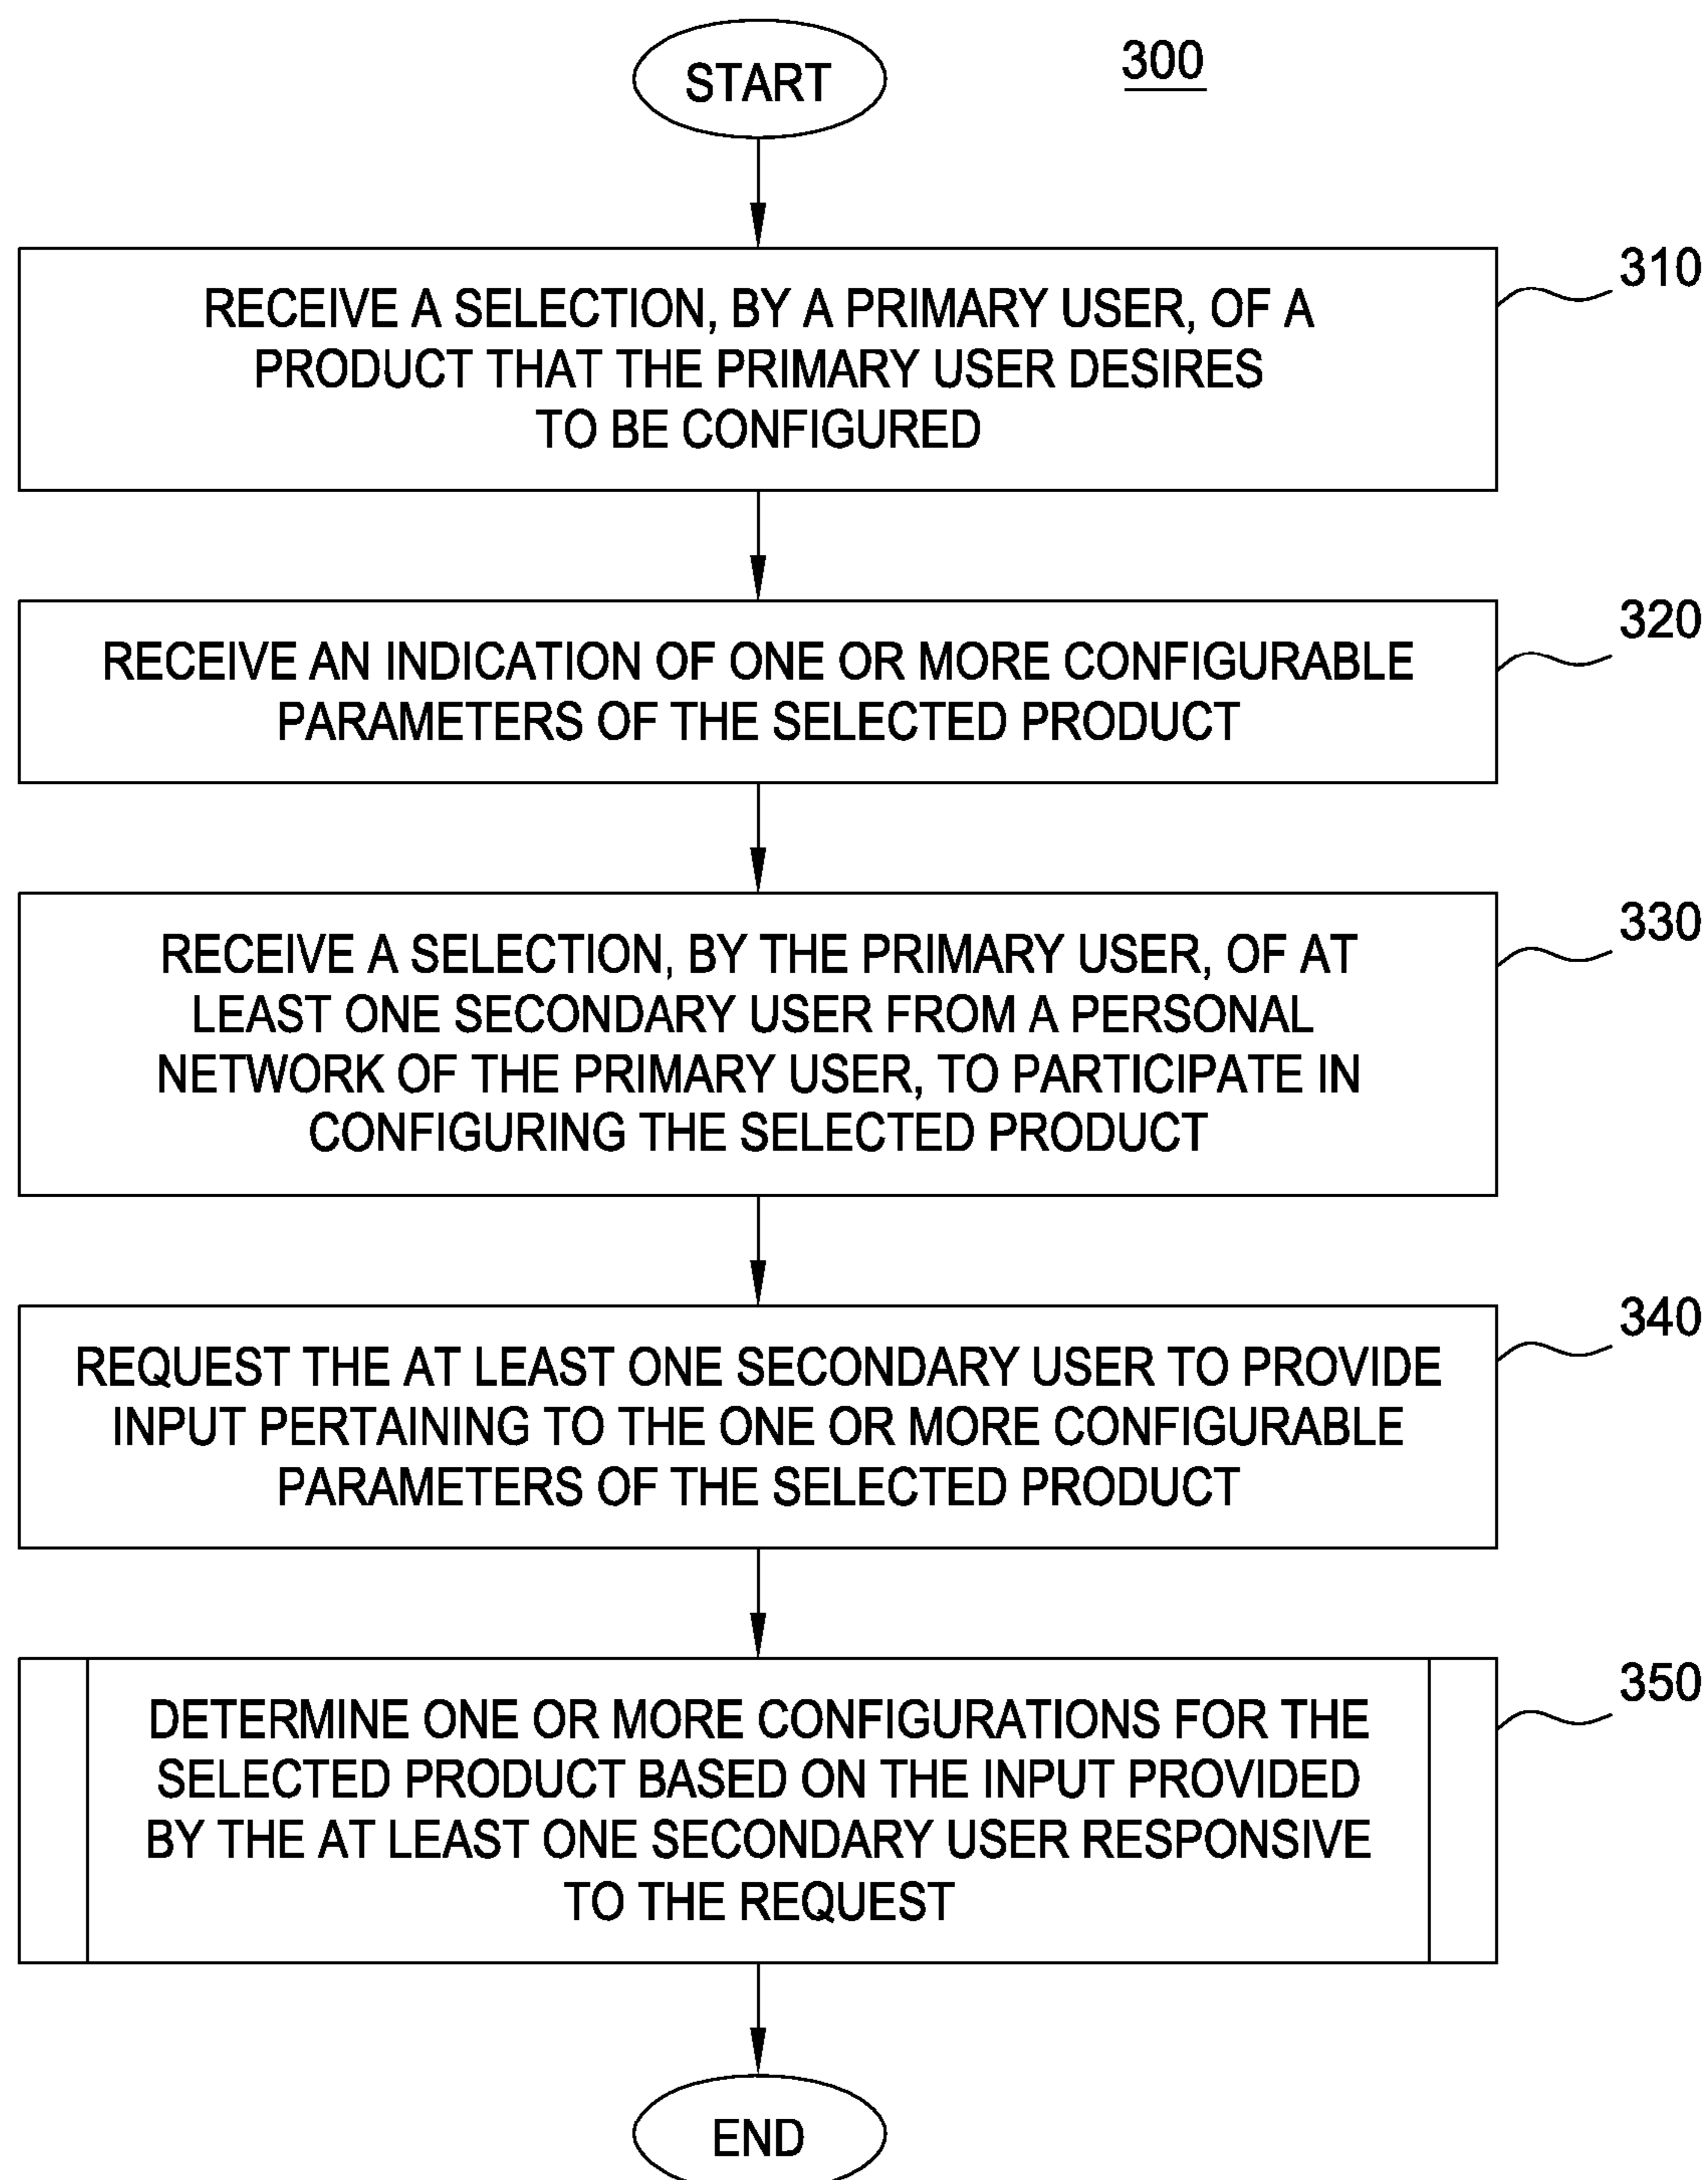 START
300
310
RECEIVE A SELECTION, BY A PRIMARY USER, OF A
PRODUCT THAT THE PRIMARY USER DESIRES
TO BE CONFIGURED
320
RECEIVE AN INDICATION OF ONE OR MORE CONFIGURABLE
PARAMETERS OF THE SELECTED PRODUCT
330
RECEIVE A SELECTION, BY THE PRIMARY USER, OF AT
LEAST ONE SECONDARY USER FROM A PERSONAL
NETWORK OF THE PRIMARY USER, TO PARTICIPATE IN
CONFIGURING THE SELECTED PRODUCT
340
REQUEST THE AT LEAST ONE SECONDARY USER TO PROVIDE
INPUT PERTAINING TO THE ONE OR MORE CONFIGURABLE
PARAMETERS OF THE SELECTED PRODUCT
350
DETERMINE ONE OR MORE CONFIGURATIONS FOR THE
SELECTED PRODUCT BASED ON THE INPUT PROVIDED
BY THE AT LEAST ONE SECONDARY USER RESPONSIVE
TO THE REQUEST
END